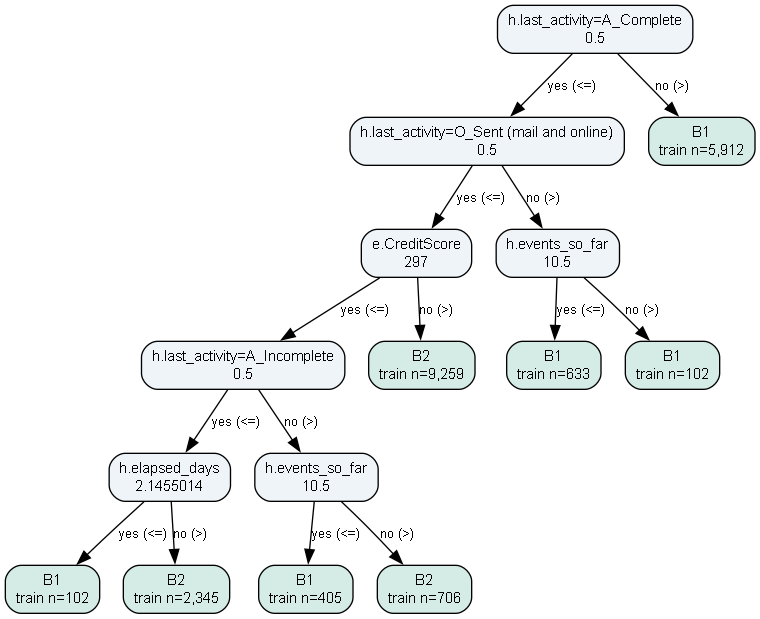 h.last_activity=A_Complete
0.5
yes (<=)
no (>)
h.last_activity=O_Sent (mail and online)
0.5
B1
train n=5,912
yes (<=)
no (>)
e.CreditScore
297
h.events_so_far
10.5
yes (<=)
no (>)
yes (<=)
no (>)
h.last_activity=A_Incomplete
0.5
B2
train n=9,259
B1
train n=633
B1
train n=102
yes (<=)
no (>)
h.elapsed_days
2.1455014
h.events_so_far
10.5
yes (<=)
no (>)
yes (<=)
no (>)
B1
train n=102
B2
train n=2,345
B1
train n=405
B2
train n=706